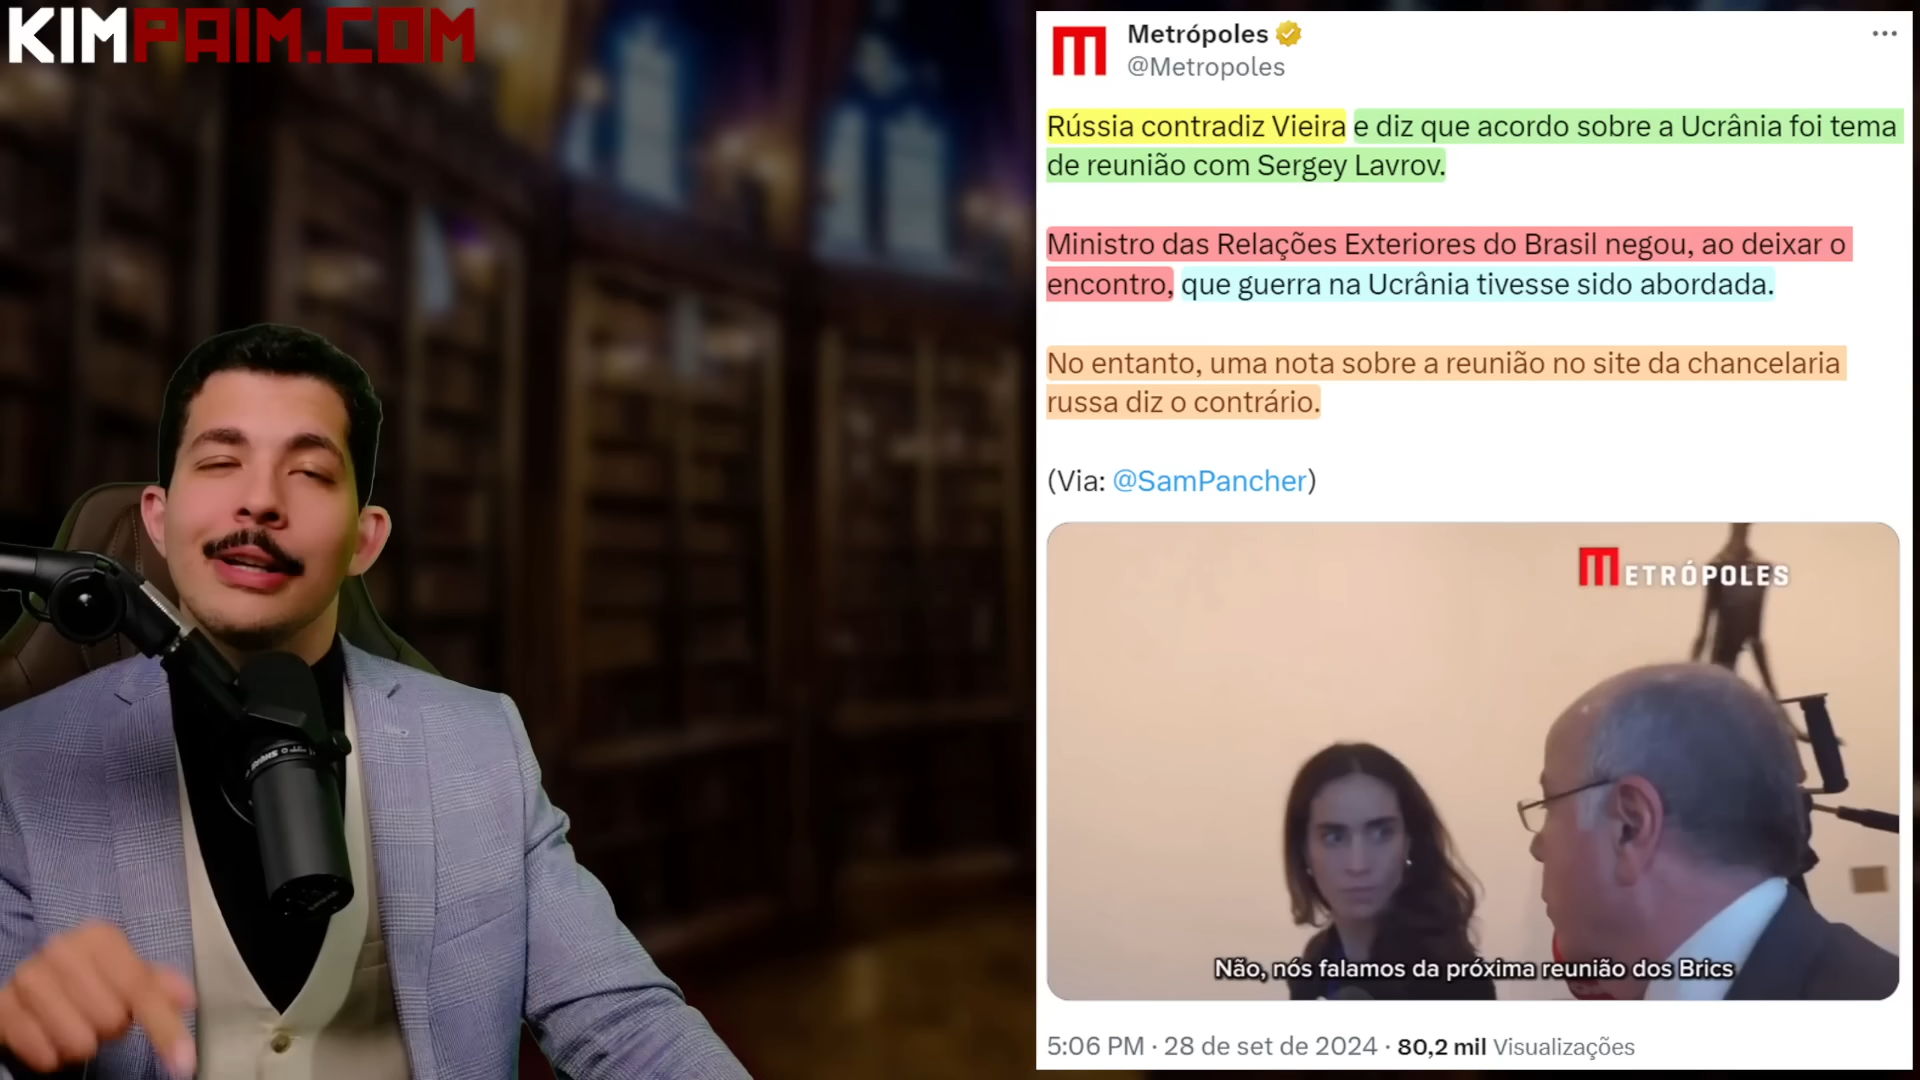 KIMPAIM.COM
Metrópoles
@Metropoles
Rússia contradiz Vieira e diz que acordo sobre a Ucrânia foi tema
de reunião com Sergey Lavrov.
Ministro das Relações Exteriores do Brasil negou, ao deixar o
encontro, que guerra na Ucrânia tivesse sido abordada.
No entanto, uma nota sobre a reunião no site da chancelaria
russa diz o contrário.
(Via: @SamPancher)
METRÓPOLES
Não, nós falamos da próxima reunião dos Brics
5:06 PM · 28 de set de 2024 · 80,2 mil Visualizações